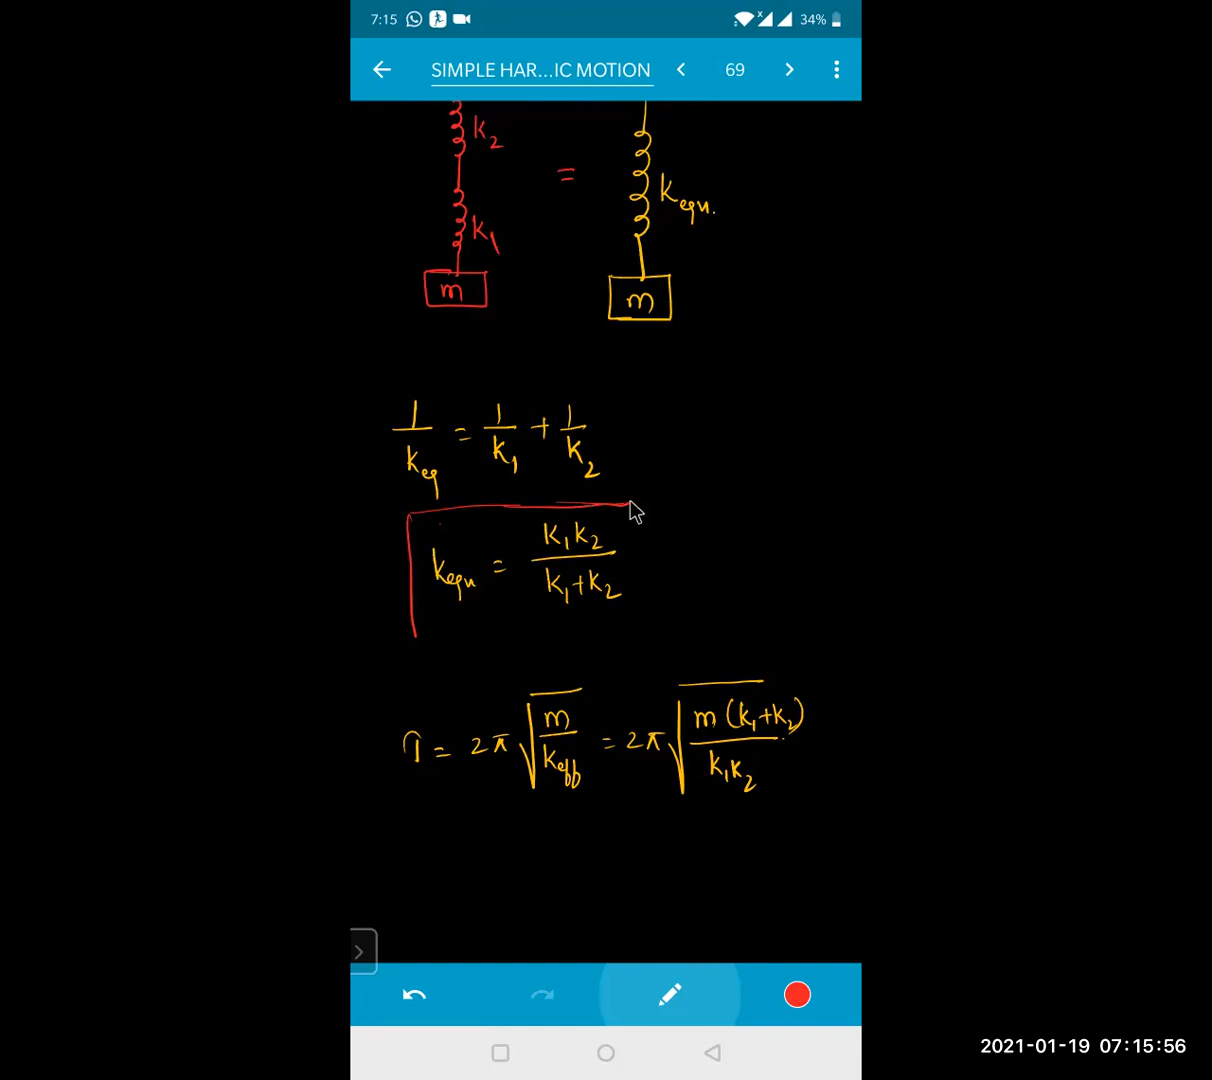 7:15 34%
SIMPLE HAR...IC MOTION 69
k2
= kequ.
k1
m m
1/keq = 1/k1 + 1/k2
kequ = k1k2/k1+k2
T = 2π√m/keff = 2π√m(k1+k2)/k1k2
2021-01-19 07:15:56